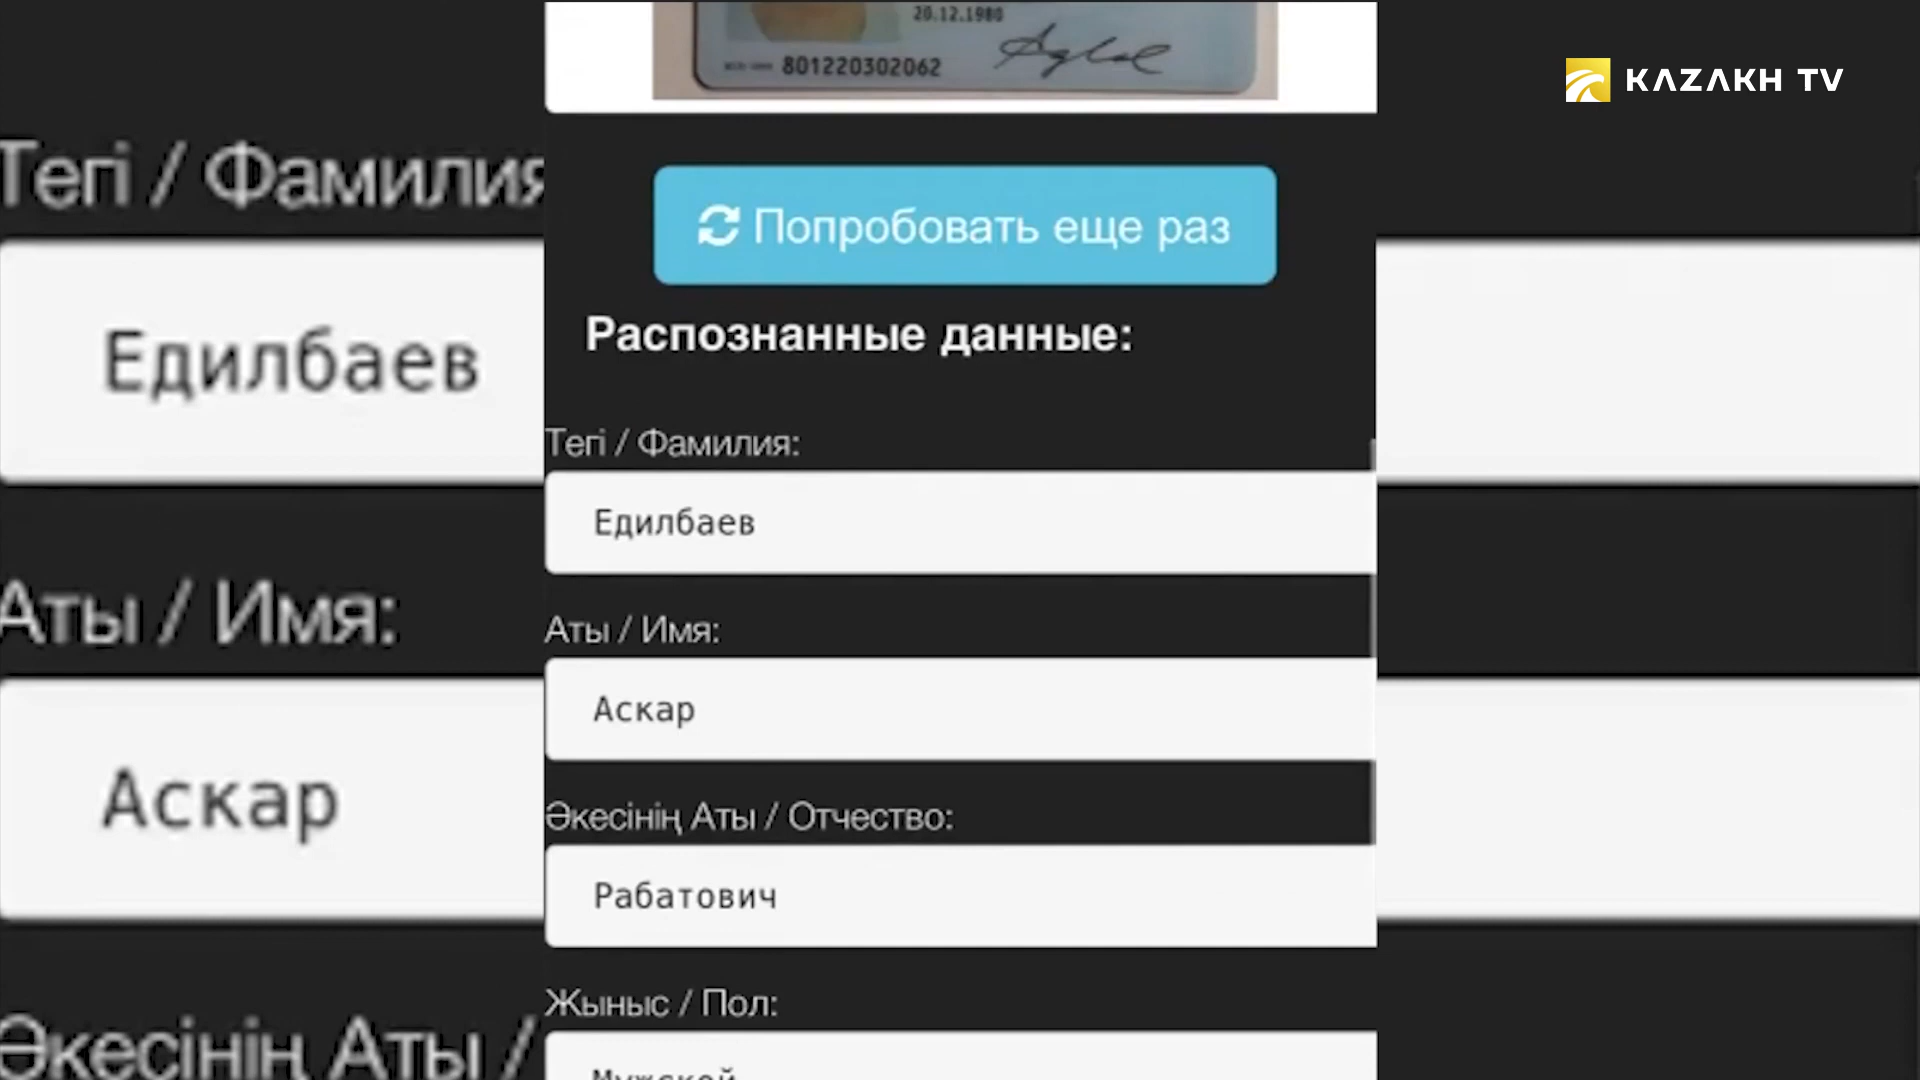 20.12.1980
801220302062
KAZAKH TV
Попробовать еще раз
Распознанные данные:
Тегі / Фамилия:
Едилбаев
Аты / Имя:
Аскар
Әкесінің Аты / Отчество:
Рабатович
Жыныс / Пол:
Мужской
Тегі / Фамилия
Едилбаев
Аты / Имя:
Аскар
Әкесінің Аты /